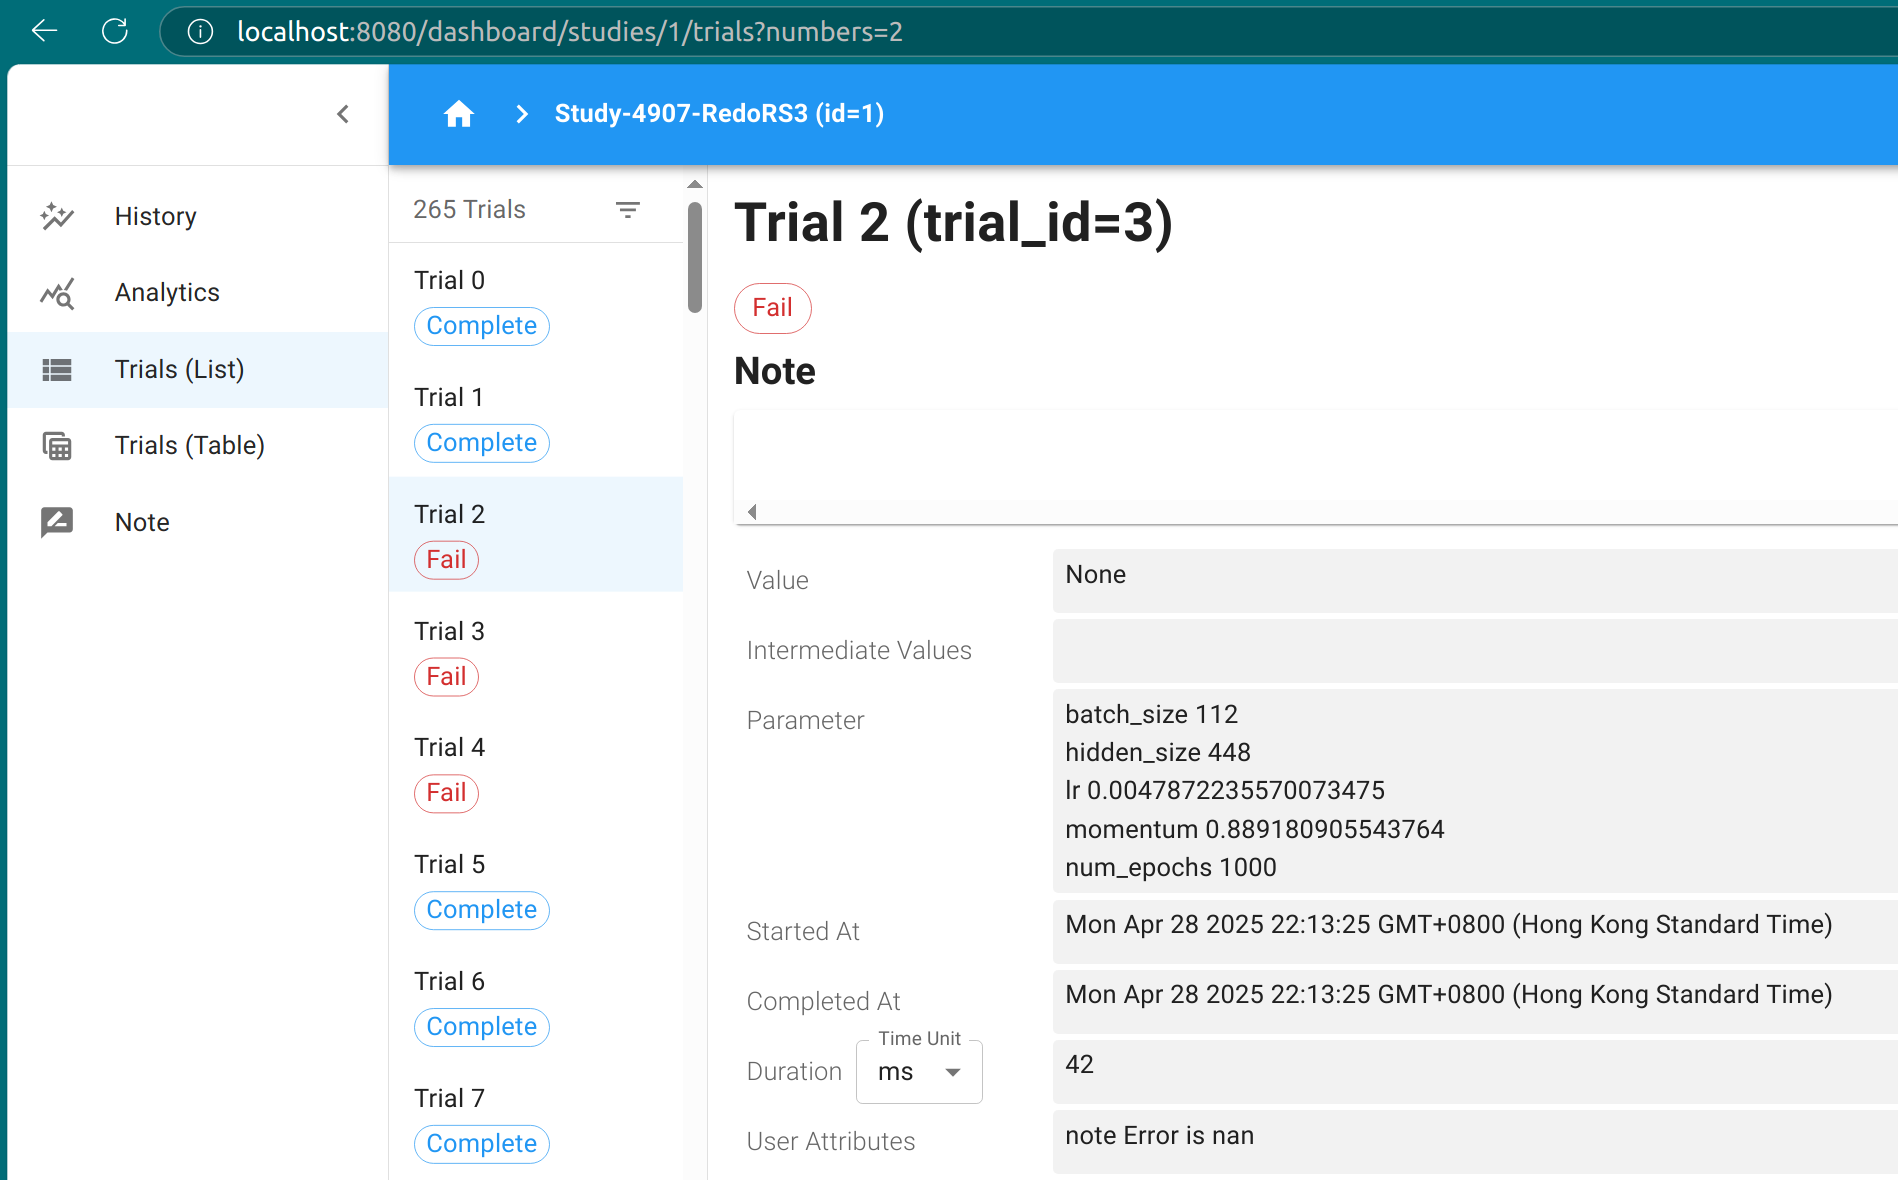 localhost:8080/dashboard/studies/1/trials?numbers=2
Study-4907-RedoRS3 (id=1)
History
Analytics
Trials (List)
Trials (Table)
Note
265 Trials
Trial 0
Complete
Trial 1
Complete
Trial 2
Fail
Trial 3
Fail
Trial 4
Fail
Trial 5
Complete
Trial 6
Complete
Trial 7
Complete
Trial 2 (trial_id=3)
Fail
Note
Value
None
Intermediate Values
Parameter
batch_size 112
hidden_size 448
lr 0.0047872235570073475
momentum 0.889180905543764
num_epochs 1000
Started At
Mon Apr 28 2025 22:13:25 GMT+0800 (Hong Kong Standard Time)
Completed At
Mon Apr 28 2025 22:13:25 GMT+0800 (Hong Kong Standard Time)
Duration
Time Unit
ms
42
User Attributes
note Error is nan